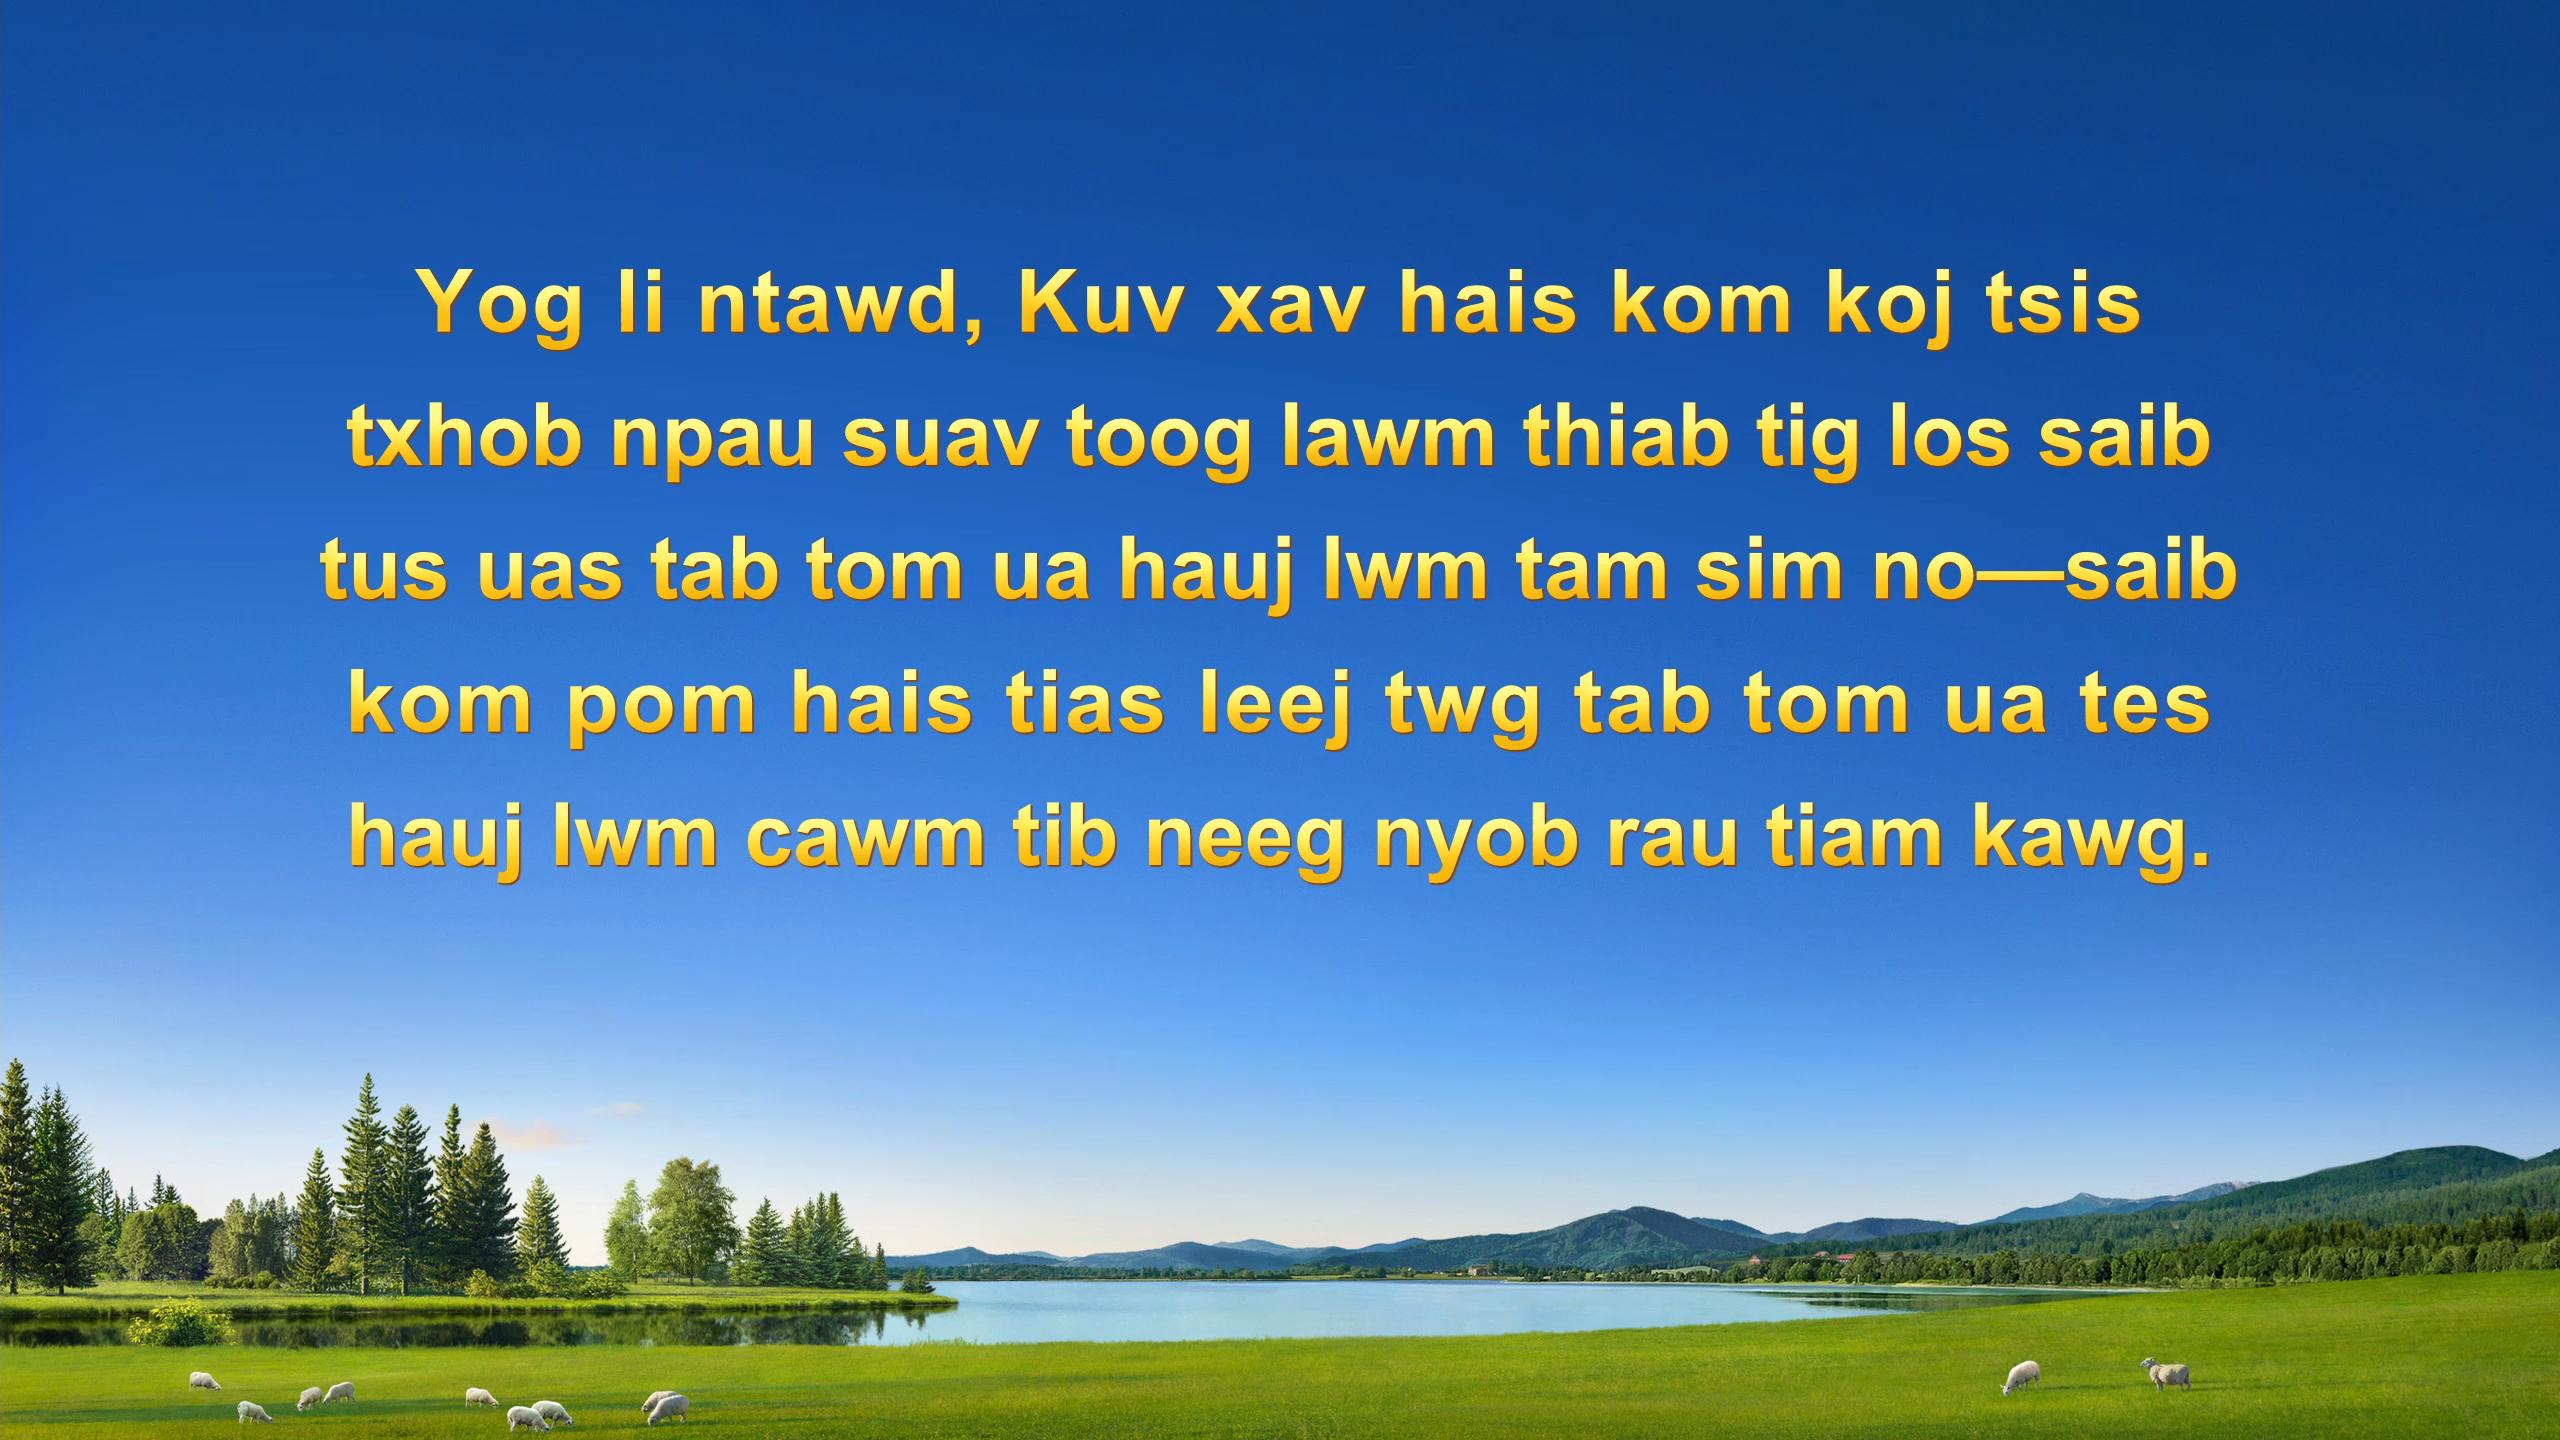 Yog li ntawd, Kuv xav hais kom koj tsis
txhob npau suav toog lawm thiab tig los saib
tus uas tab tom ua hauj lwm tam sim no—saib
kom pom hais tias leej twg tab tom ua tes
hauj lwm cawm tib neeg nyob rau tiam kawg.